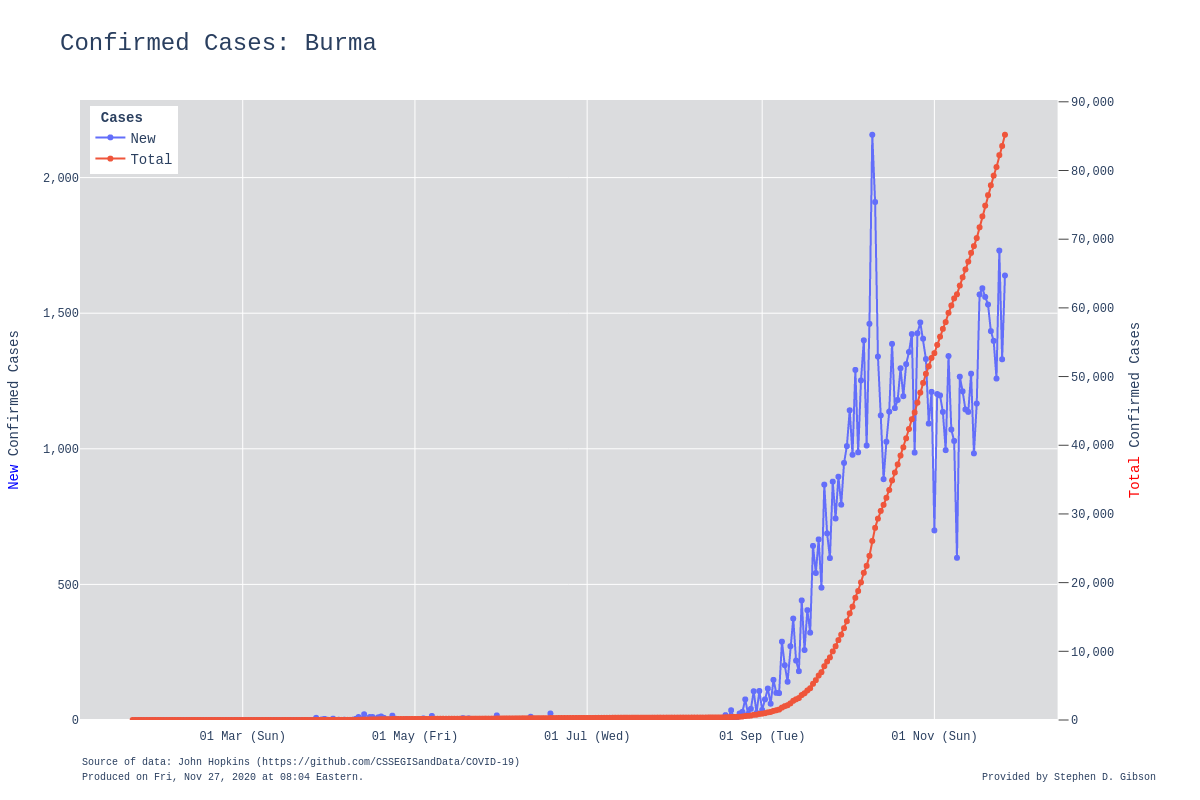 Confirmed Cases: Burma
Cases
New
Total
2,000
1,500
1,000
500
0
90,000
80,000
70,000
60,000
50,000
40,000
30,000
20,000
10,000
0
New Confirmed Cases
Total Confirmed Cases
01 Mar (Sun)
01 May (Fri)
01 Jul (Wed)
01 Sep (Tue)
01 Nov (Sun)
Source of data: John Hopkins (https://github.com/CSSEGISandData/COVID-19)
Produced on Fri, Nov 27, 2020 at 08:04 Eastern.
Provided by Stephen D. Gibson